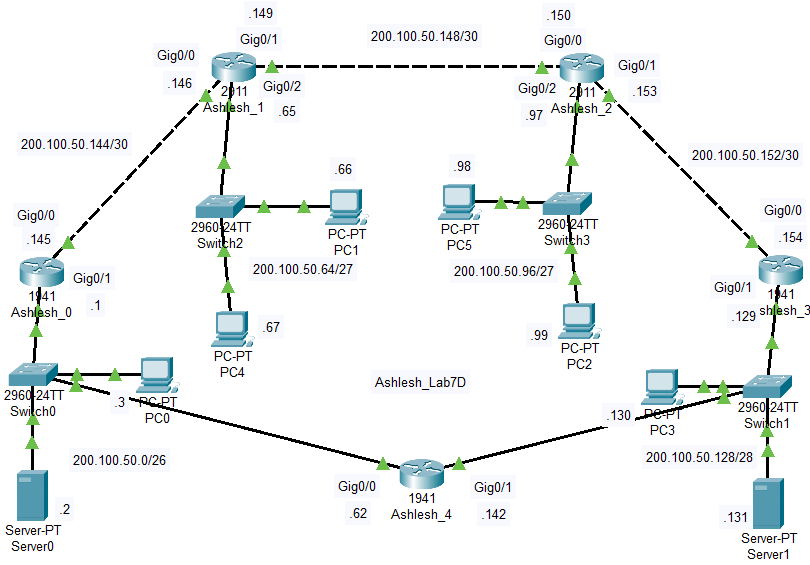 .149
.150
Gig0/1
200.100.50.148/30
Gig0/0
Gig0/0
Gig0/1
.146
Gig0/2
Gig0/2
.153
2911
2911
Ashlesh_1
.65
.97
Ashlesh_2
200.100.50.144/30
200.100.50.152/30
.66
.98
Gig0/0
Gig0/0
2960-24TT
Switch2
PC-PT
PC1
PC-PT
PC5
2960-24TT
Switch3
.145
.154
200.100.50.64/27
200.100.50.96/27
Gig0/1
Gig0/1
1941
Ashlesh_0
.1
1941
shlesh_3
.129
.67
.99
PC-PT
PC4
PC-PT
PC2
Ashlesh_Lab7D
2960-24TT
Switch0
.3
PC-PT
PC0
.130
PC-PT
PC3
2960-24TT
Switch1
200.100.50.0/26
200.100.50.128/28
Gig0/0
Gig0/1
1941
Ashlesh_4
.62
.142
.2
.131
Server-PT
Server0
Server-PT
Server1